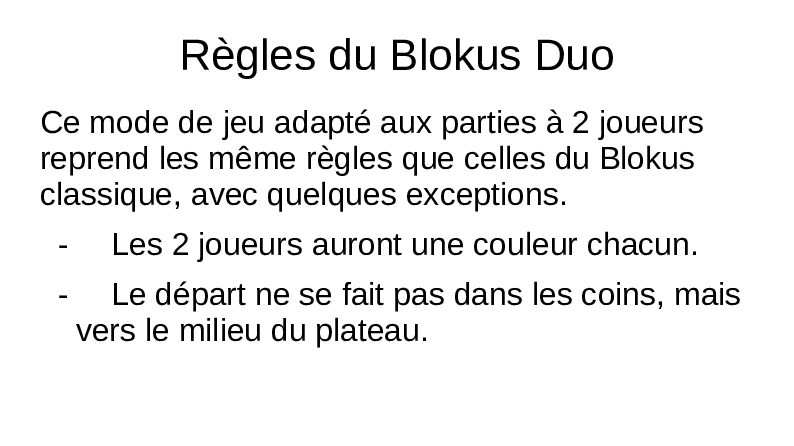 Règles du Blokus Duo
Ce mode de jeu adapté aux parties à 2 joueurs
reprend les même règles que celles du Blokus
classique, avec quelques exceptions.
- Les 2 joueurs auront une couleur chacun.
- Le départ ne se fait pas dans les coins, mais
vers le milieu du plateau.